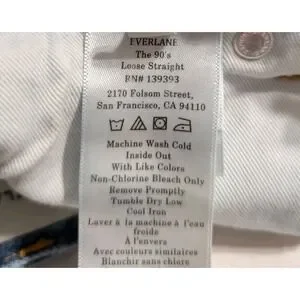 EVERLANE
The 90's
Loose Straight
RN# 139393
2170 Folsom Street,
San Francisco, CA 94110
Machine Wash Cold
Inside Out
With Like Colors
Non-Chlorine Bleach Only
Remove Promptly
Tumble Dry Low
Cool Iron
Laver à la machine à l'eau
froide
À l'envers
Avec couleurs similaires
Blanchir sans chlore